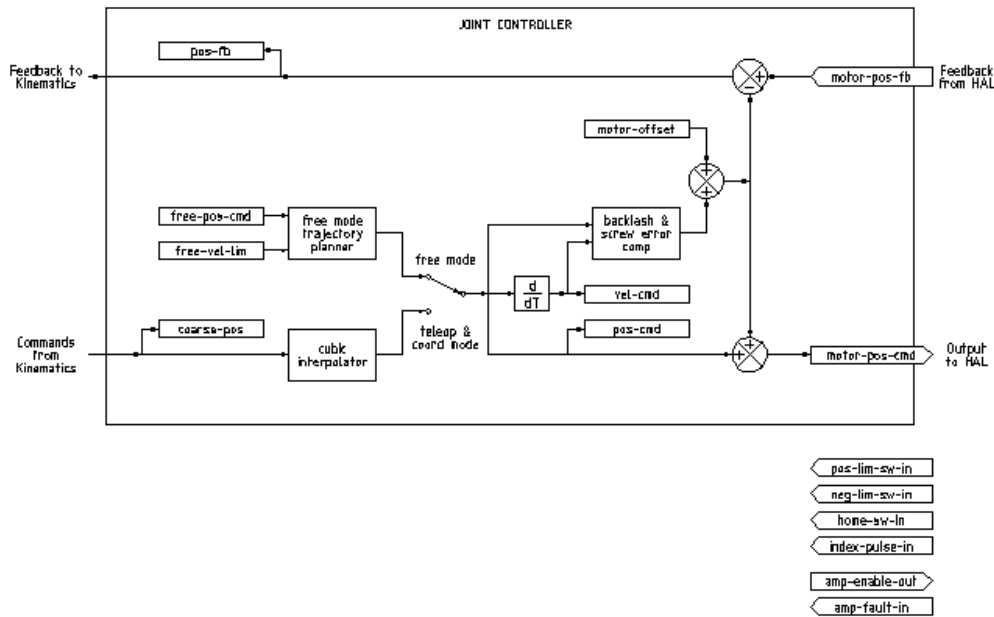 JOINT CONTROLLER
pos-fb
Feedback to
Kinematics
motor-pos-fb
Feedback
from HAL
+
-
motor-offset
+
+
free-pos-cmd
free-vel-lim
free mode
trajectory
planner
backlash &
screw error
comp
free mode
d
dT
vel-cmd
coarse-pos
pos-cmd
teleop &
coord mode
Commands
from
Kinematics
cubic
interpolator
+
+
motor-pos-cmd
Output
to HAL
pos-lim-sw-in
neg-lim-sw-in
home-sw-in
index-pulse-in
amp-enable-out
amp-fault-in